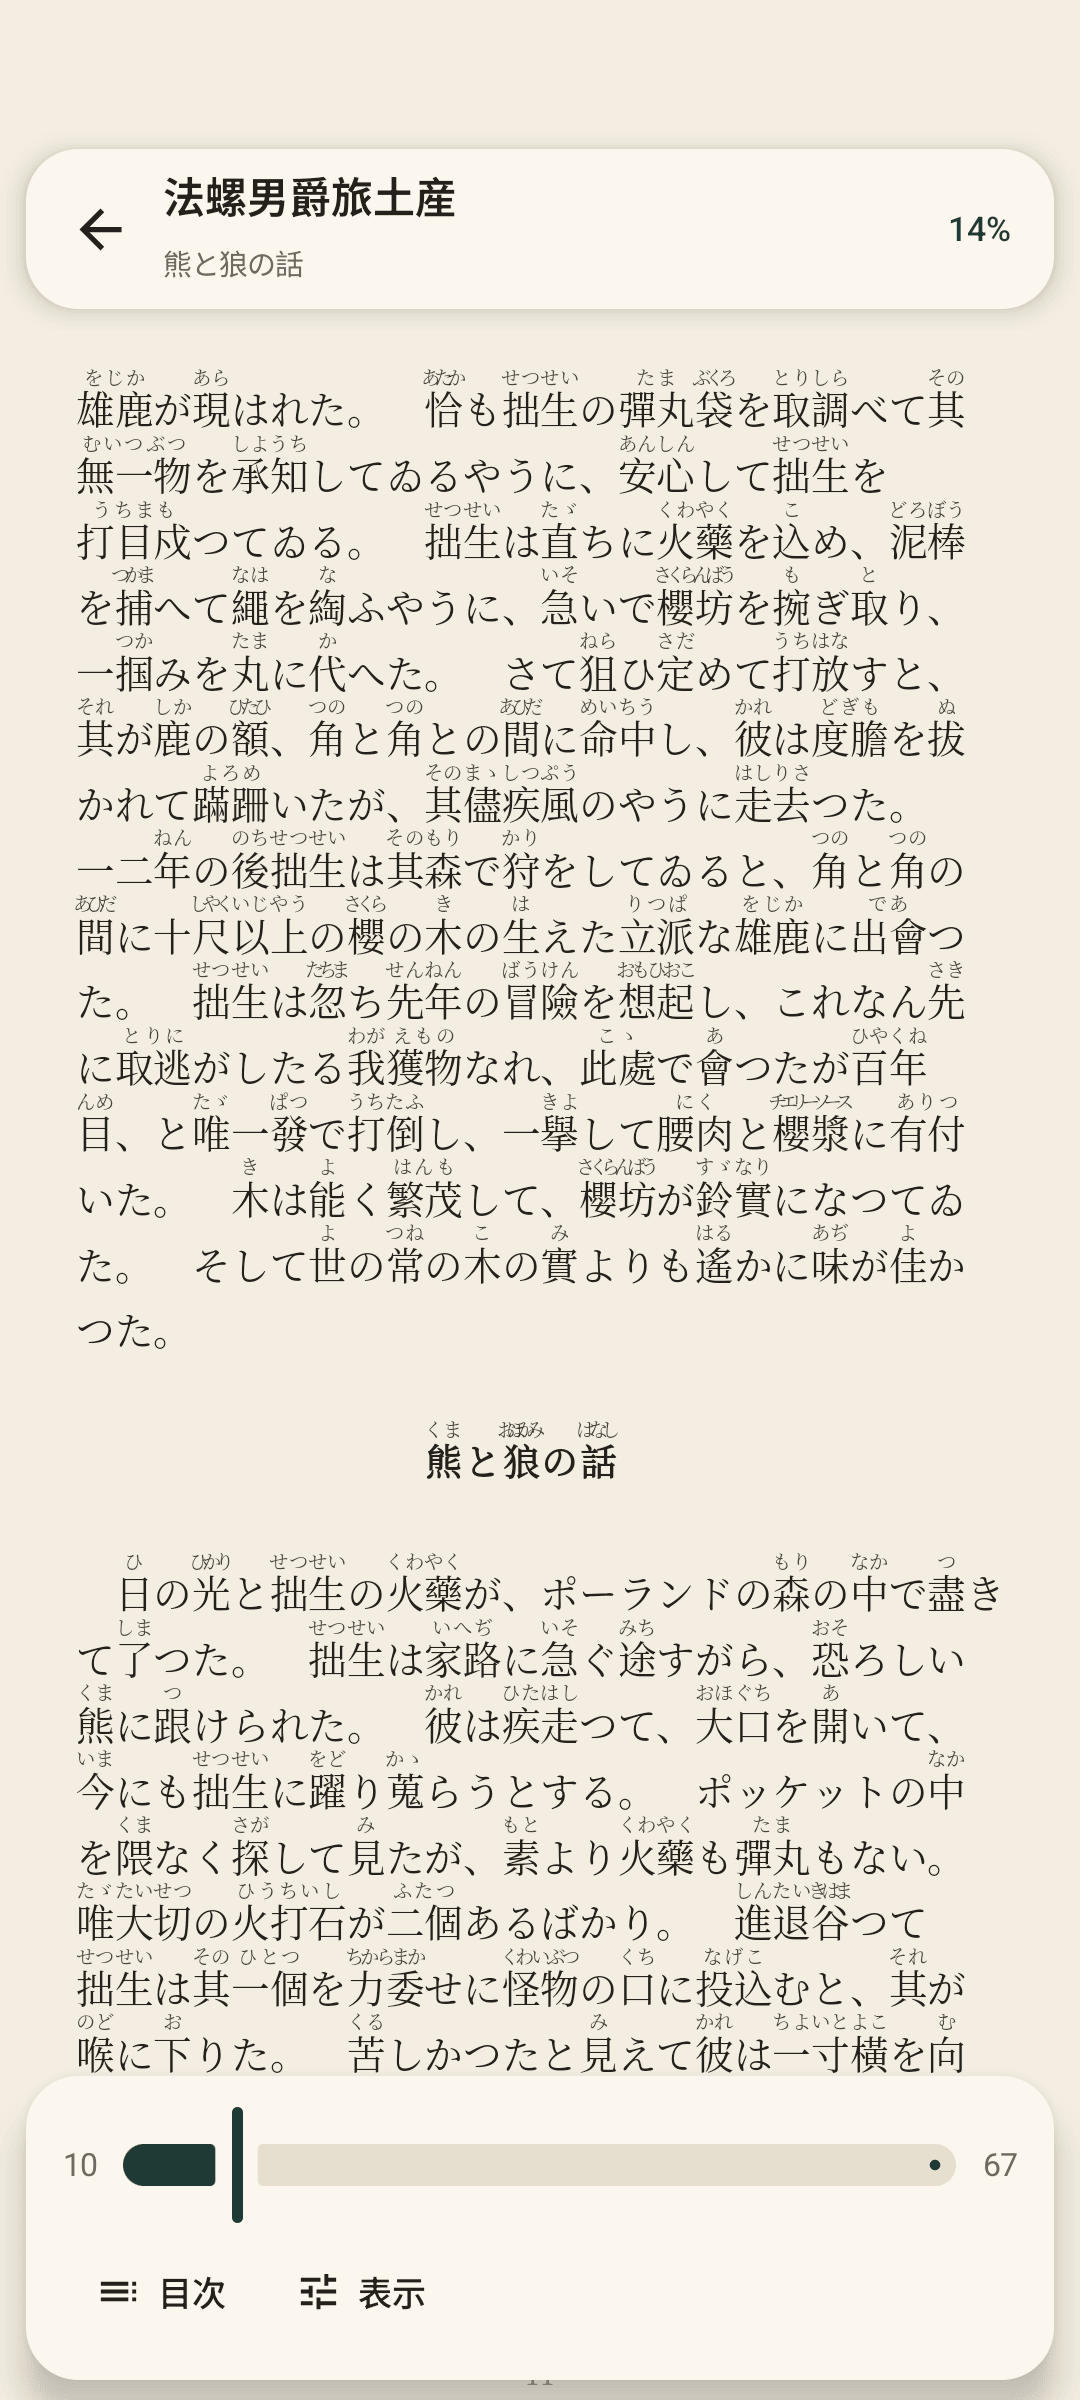 法螺男爵旅土産
14%
熊と狼の話
雄鹿が現はれた。　恰も拙生の彈丸袋を取調べて其
無一物を承知してゐるやうに、安心して拙生を
打目戍つてゐる。　拙生は直ちに火藥を込め、泥棒
を捕へて繩を綯ふやうに、急いで櫻坊を捥ぎ取り、
一掴みを丸に代へた。　さて狙ひ定めて打放すと、
其が鹿の額、角と角との間に命中し、彼は度膽を拔
かれて蹣跚いたが、其儘疾風のやうに走去つた。
一二年の後拙生は其森で狩をしてゐると、角と角の
間に十尺以上の櫻の木の生えた立派な雄鹿に出會つ
た。　拙生は忽ち先年の冒險を想起し、これなん先
に取逃がしたる我獲物なれ、此處で會つたが百年
目、と唯一發で打倒し、一擧して腰肉と櫻漿に有付
いた。　木は能く繁茂して、櫻坊が鈴實になつてゐ
た。　そして世の常の木の實よりも遙かに味が佳か
つた。
熊と狼の話
日の光と拙生の火藥が、ポーランドの森の中で盡き
て了つた。　拙生は家路に急ぐ途すがら、恐ろしい
熊に跟けられた。　彼は疾走つて、大口を開いて、
今にも拙生に躍り蒐らうとする。　ポッケットの中
を隈なく探して見たが、素より火藥も彈丸もない。
唯大切の火打石が二個あるばかり。　進退谷つて
拙生は其一個を力委せに怪物の口に投込むと、其が
喉に下りた。　苦しかつたと見えて彼は一寸横を向
10
67
目次
表示